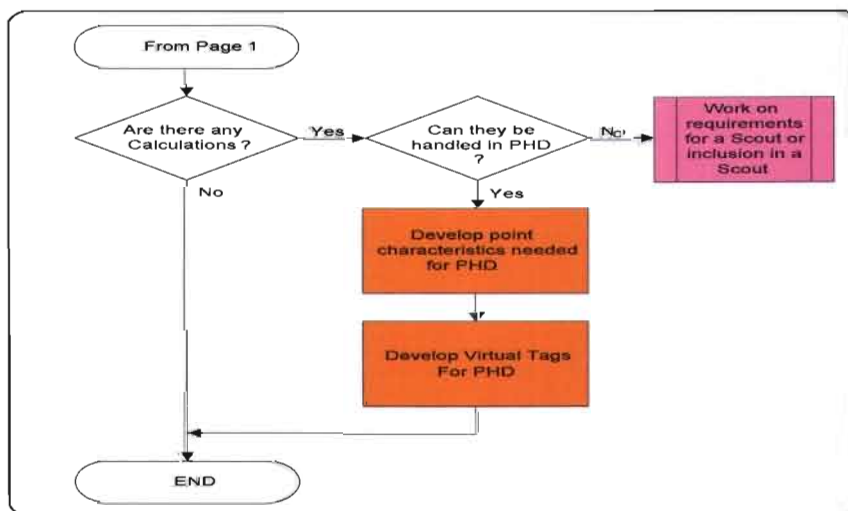 From Page 1
Are there any
Calculations ?
Yes
Can they be
handled in PHD
?
No
Work on
requirements
for a Scout or
inclusion in a
Scout
No
Yes
Develop point
characteristics needed
for PHD
Develop Virtual Tags
For PHD
END